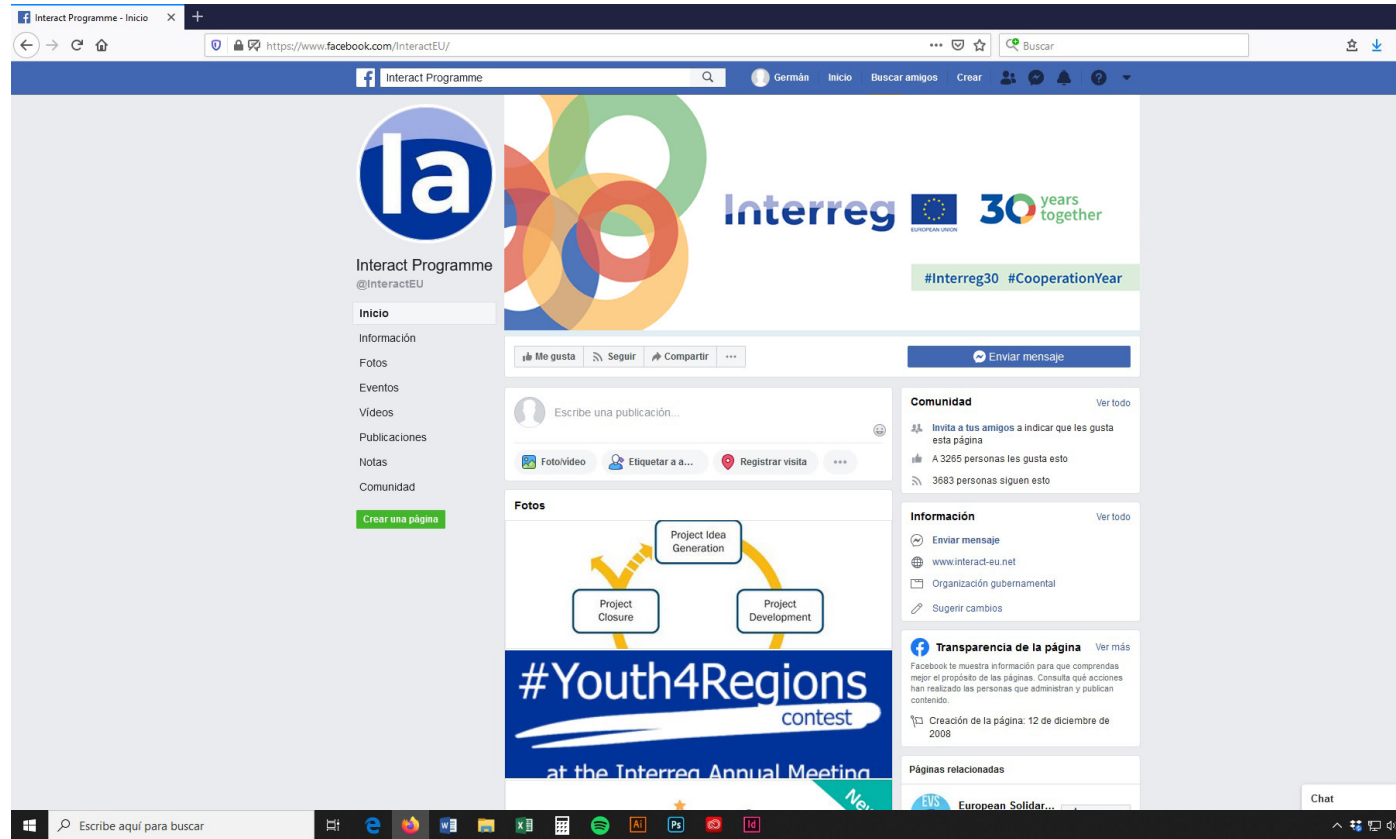 Interact Programme - Inicio
https://www.facebook.com/InteractEU/
Buscar
Interact Programme
Germán
Inicio
Buscar amigos
Crear
Ia
Interreg
EUROPEAN UNION
30 years together
#Interreg30 #CooperationYear
Interact Programme
@InteractEU
Inicio
Información
Fotos
Eventos
Vídeos
Publicaciones
Notas
Comunidad
Crear una página
Me gusta
Seguir
Compartir
Enviar mensaje
Escribe una publicación...
Foto/video
Etiquetar a a...
Registrar visita
Fotos
Project Idea
Generation
Project
Closure
Project
Development
#Youth4Regions
contest
at the Interreg Annual Meeting
New
Comunidad
Ver todo
Invita a tus amigos a indicar que les gusta
esta página
A 3265 personas les gusta esto
3683 personas siguen esto
Información
Ver todo
Enviar mensaje
www.interact-eu.net
Organización gubernamental
Sugerir cambios
Transparencia de la página
Ver más
Facebook te muestra información para que comprendas
mejor el propósito de las páginas. Consulta qué acciones
han realizado las personas que administran y publican
contenido.
Creación de la página: 12 de diciembre de
2008
Páginas relacionadas
EVS
European Solidar...
Chat
Escribe aquí para buscar
Ai
Ps
Id